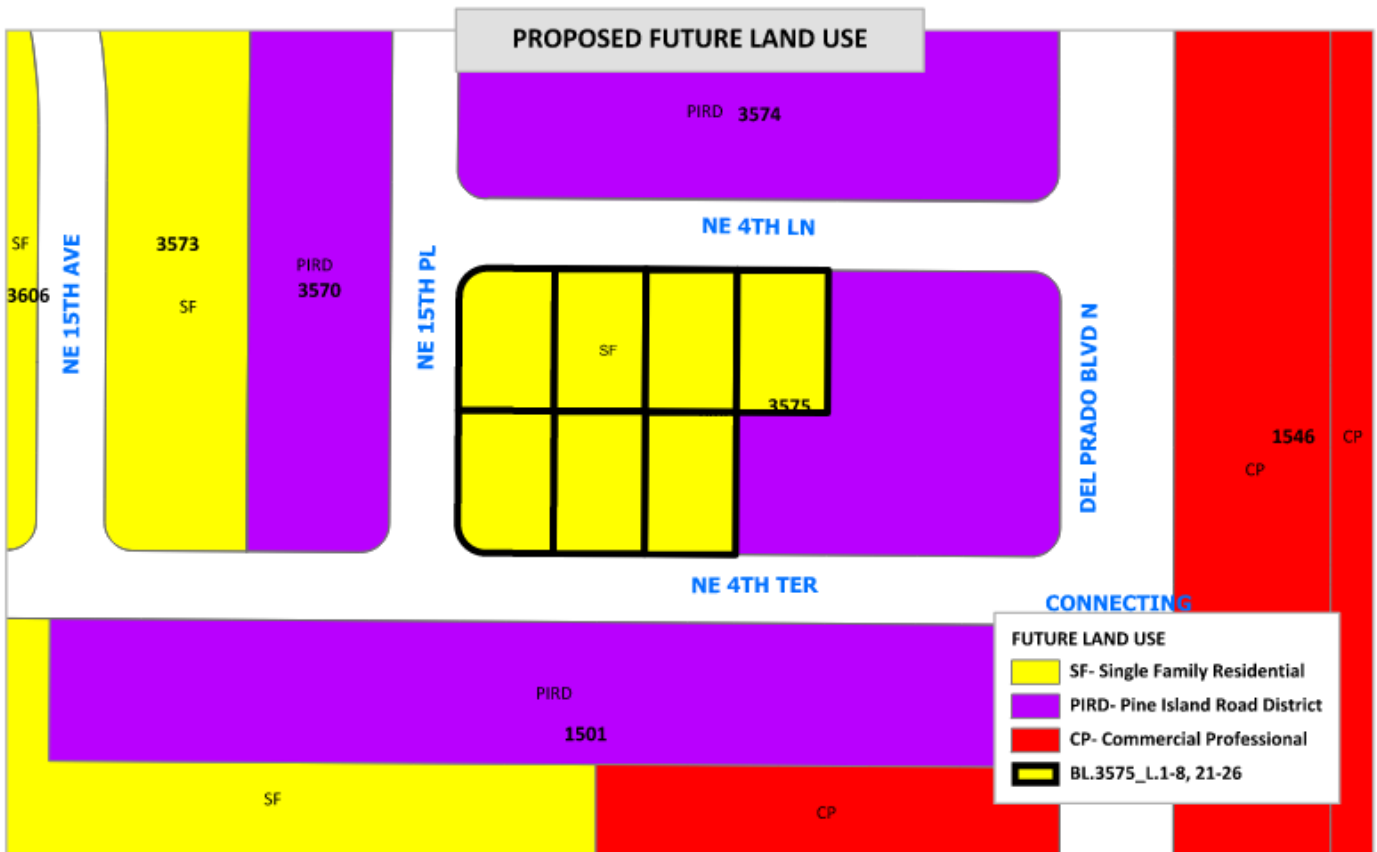 PROPOSED FUTURE LAND USE
PIRD 3574
NE 4TH LN
SF
3606
NE 15TH AVE
3573
SF
PIRD
3570
NE 15TH PL
SF
3575
DEL PRADO BLVD N
1546
CP
CP
NE 4TH TER
CONNECTING
PIRD
1501
SF
CP
FUTURE LAND USE
SF- Single Family Residential
PIRD- Pine Island Road District
CP- Commercial Professional
BL.3575_L.1-8, 21-26